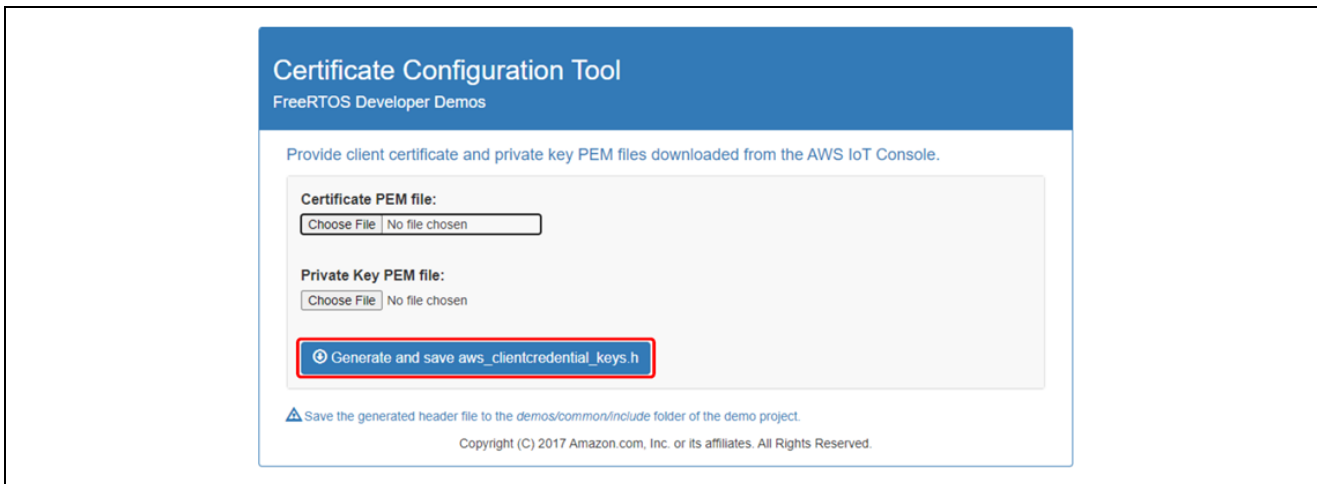 Certificate Configuration Tool
FreeRTOS Developer Demos
Provide client certificate and private key PEM files downloaded from the AWS IoT Console.
Certificate PEM file:
Choose File No file chosen
Private Key PEM file:
Choose File No file chosen
Generate and save aws_clientcredential_keys.h
Save the generated header file to the demos/common/include folder of the demo project.
Copyright (C) 2017 Amazon.com, Inc. or its affiliates. All Rights Reserved.